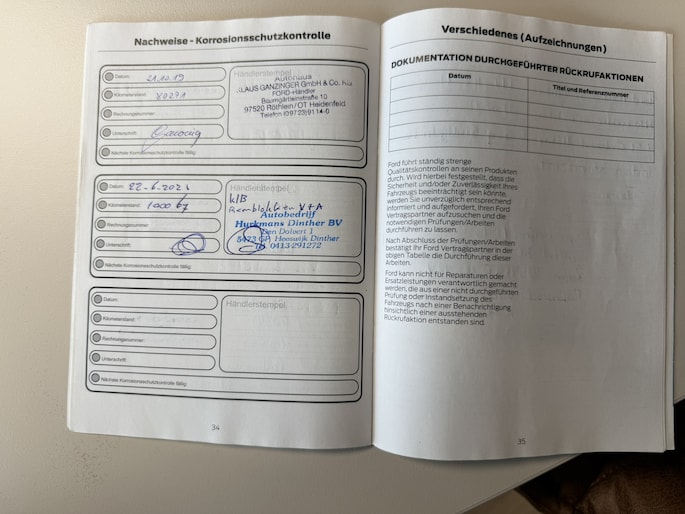 Nachweise - Korrosionsschutzkontrolle
Datum: 21.10.19
Kilometerstand:
Rechnungsnummer:
Unterschrift:
Nächste Korrosionsschutzkontrolle fällig:
Händlerstempel
Autohaus
KLAUS GANZINGER GmbH & Co. KG
FORD-Händler
Baumgärtleinstraße 10
97520 Röthlein/OT Heidenfeld
Telefon (09723) 9114-0
Datum: 22-6-202
Kilometerstand: 100067
Rechnungsnummer:
Unterschrift:
Nächste Korrosionsschutzkontrolle fällig:
Händlerstempel
KLB
Remblokken V+A
Autobedrijf
Hurkmans Dinther BV
Den Dolvert 1
5473 GP Heeswijk Dinther
Tel. 0413-291272
Datum:
Kilometerstand:
Rechnungsnummer:
Unterschrift:
Nächste Korrosionsschutzkontrolle fällig:
Händlerstempel
34
Verschiedenes (Aufzeichnungen)
DOKUMENTATION DURCHGEFÜHRTER RÜCKRUFAKTIONEN
Datum
Titel und Referenznummer
Ford führt ständig strenge
Qualitätskontrollen an seinen Produkten
durch. Wird hierbei festgestellt, dass die
Sicherheit und/oder Zuverlässigkeit Ihres
Fahrzeugs beeinträchtigt sein könnte,
werden Sie unverzüglich entsprechend
informiert und aufgefordert, Ihren Ford
Vertragspartner aufzusuchen und die
notwendigen Prüfungen/Arbeiten
durchführen zu lassen.
Nach Abschluss der Prüfungen/Arbeiten
bestätigt Ihr Ford Vertragspartner in der
obigen Tabelle die Durchführung dieser
Arbeiten.
Ford kann nicht für Reparaturen oder
Ersatzleistungen verantwortlich gemacht
werden, die aus einer nicht durchgeführten
Prüfung oder Instandsetzung des
Fahrzeugs nach einer Benachrichtigung
hinsichtlich einer ausstehenden
Rückrufaktion entstanden sind.
35